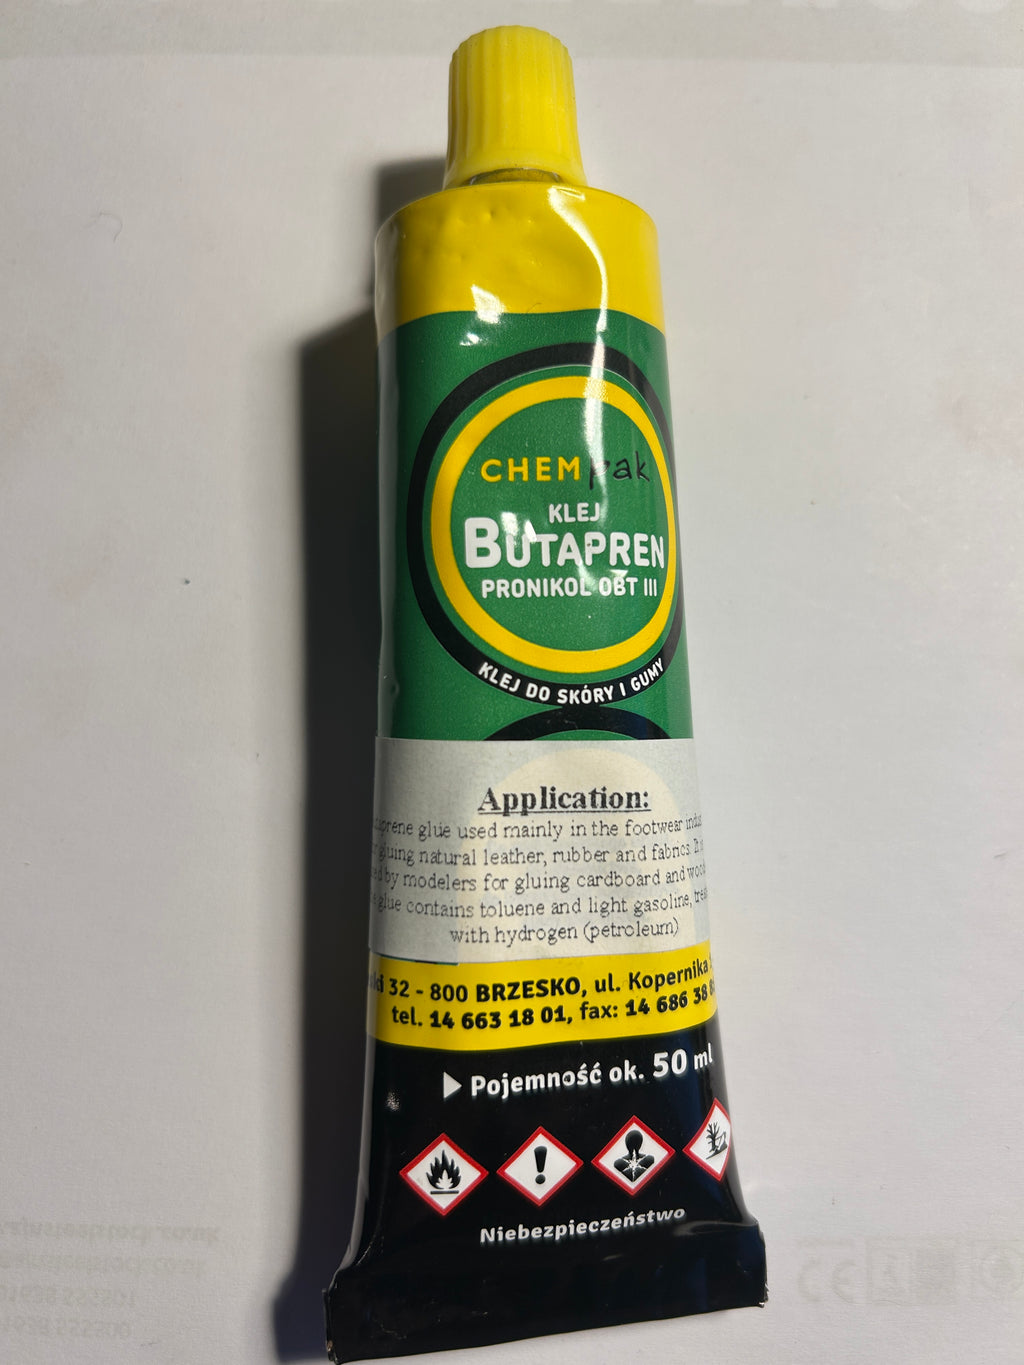 CHEMpak
KLEJ
BUTAPREN
PRONIKOL OBT III
KLEJ DO SKÓRY I GUMY
Application:
glue used mainly in the footwear
gluing natural leather, rubber and fabrics. It
by modelers for gluing cardboard and wood
glue contains toluene and light gasoline,
with hydrogen (petroleum)
32 - 800 BRZESKO, ul. Kopernika
tel. 14 663 18 01, fax: 14 686 38
Pojemność ok. 50 ml
Niebezpieczeństwo
CE